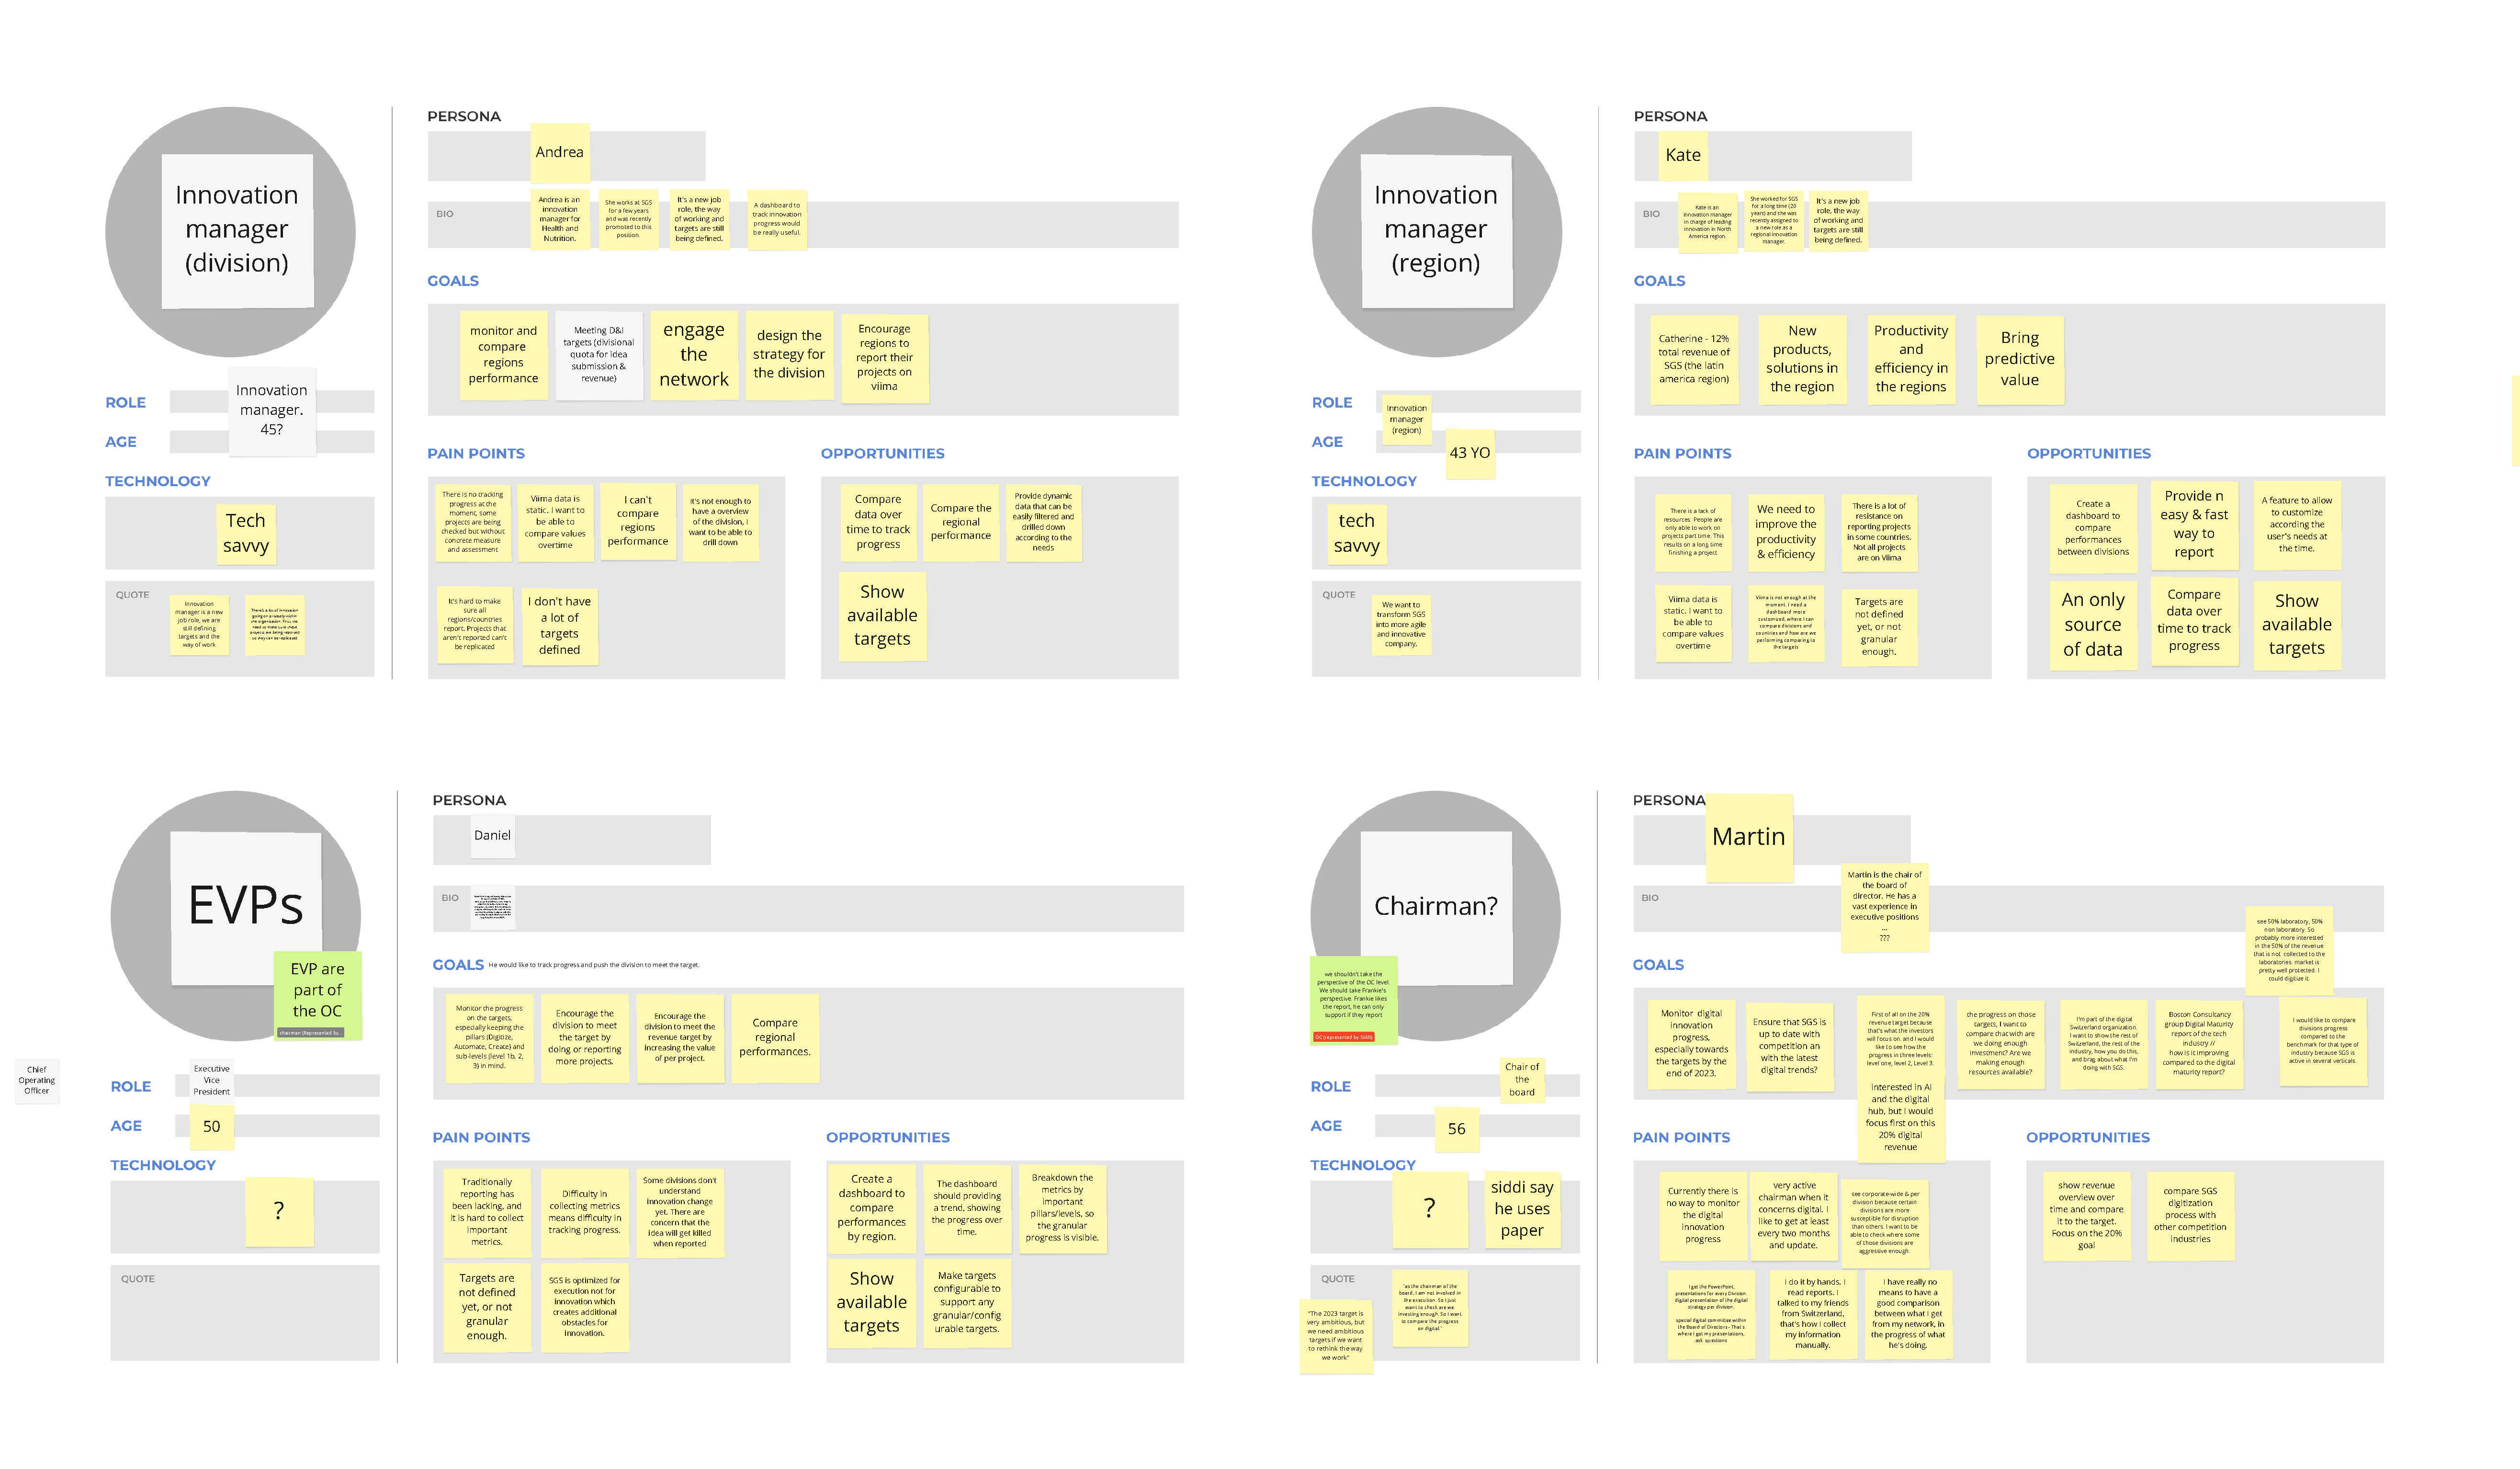 Innovation
manager
(division)
ROLE
AGE
Innovation
manager.
45?
TECHNOLOGY
Tech
savvy
QUOTE
Innovation
manager is a new
job role, we are
still defining
targets and the
way of work
PERSONA
Andrea
BIO
Andrea is an
innovation
manager for
Health and
Nutrition.
She works at SGS
for a few years
and was recently
promoted to this
position.
It's a new job
role, the way
of working and
targets are still
being defined.
A dashboard to
track innovation
progress would
be really useful.
GOALS
monitor and
compare
regions
performance
Meeting D&I
targets (divisional
quota for idea
submission &
revenue)
engage
the
network
design the
strategy for
the division
Encourage
regions to
report their
projects on
viima
PAIN POINTS
There is no tracking
progress at the
moment, some
projects are being
checked but without
concrete measure
and assessment
Viima data is
static. I want to
be able to
compare values
overtime
I can't
compare
regions
performance
It's not enough to
have a overview
of the division, I
want to be able to
drill down
It's hard to make
sure all
regions/countries
report. Projects that
aren't reported can't
be replicated
I don't have
a lot of
targets
defined
OPPORTUNITIES
Compare
data over
time to track
progress
Compare the
regional
performance
Provide dynamic
data that can be
easily filtered and
drilled down
according to the
needs
Show
available
targets
Innovation
manager
(region)
ROLE
Innovation
manager
(region)
AGE
43 YO
TECHNOLOGY
tech
savvy
QUOTE
We want to
transform SGS
into more agile
and innovative
company.
PERSONA
Kate
BIO
Kate is an
innovation manager
in charge of leading
innovation in North
America region.
She worked for SGS
for a long time (20
years) and she was
recently assigned to
a new role as a
regional innovation
manager.
It's a new job
role, the way
of working and
targets are still
being defined.
GOALS
Catherine - 12%
total revenue of
SGS (the latin
america region)
New
products,
solutions in
the region
Productivity
and
efficiency in
the regions
Bring
predictive
value
PAIN POINTS
There is a lack of
resources. People are
only able to work on
projects part time. This
results on a long time
finishing a project
We need to
improve the
productivity
& efficiency
There is a lot of
resistance on
reporting projects
in some countries.
Not all projects
are on Viima
Viima data is
static. I want to
be able to
compare values
overtime
Viima is not enough at the
moment. I need a
dashboard more
customized, where I can
compare divisions and
countries and how are we
performing comparing to
the targets
Targets are
not defined
yet, or not
granular
enough.
OPPORTUNITIES
Create a
dashboard to
compare
performances
between divisions
Provide n
easy & fast
way to
report
A feature to allow
to customize
according the
user's needs at
the time.
An only
source
of data
Compare
data over
time to track
progress
Show
available
targets
EVPs
EVP are
part of
the OC
chairman (Represented by...
Chief
Operating
Officer
ROLE
Executive
Vice
President
AGE
50
TECHNOLOGY
?
QUOTE
PERSONA
Daniel
BIO
GOALS He would like to track progress and push the division to meet the target.
Monitor the progress
on the targets,
especially keeping the
pillars (Digitize,
Automate, Create) and
sub-levels (level 1b, 2,
3) in mind.
Encourage the
division to meet
the target by
doing or reporting
more projects.
Encourage the
division to meet the
revenue target by
increasing the value
of per project.
Compare
regional
performances.
PAIN POINTS
Traditionally
reporting has
been lacking, and
it is hard to collect
important
metrics.
Difficulty in
collecting metrics
means difficulty in
tracking progress.
Some divisions don't
understand
innovation change
yet. There are
concern that the
idea will get killed
when reported
Targets are
not defined
yet, or not
granular
enough.
SGS is optimized for
execution not for
innovation which
creates additional
obstacles for
innovation.
OPPORTUNITIES
Create a
dashboard to
compare
performances
by region.
The dashboard
should providing
a trend, showing
the progress over
time.
Breakdown the
metrics by
important
pillars/levels, so
the granular
progress is visible.
Show
available
targets
Make targets
configurable to
support any
granular/config
urable targets.
Chairman?
we shouldn't take the
perspective of the OC level.
We should take Frankie's
perspective. Frankie likes
the report, he can only
support if they report
OC (represented by Siddi)
ROLE
Chair of
the
board
AGE
56
TECHNOLOGY
?
siddi say
he uses
paper
QUOTE
"as the chairman of the
board, I am not involved in
the execution. So I just
want to check are we
investing enough. So I want
to compare the progress
on digital."
"The 2023 target is
very ambitious, but
we need ambitious
targets if we want
to rethink the way
we work"
PERSONA
Martin
BIO
Martin is the chair of
the board of
director. He has a
vast experience in
executive positions
...
???
see 50% laboratory, 50%
non laboratory. So
probably more interested
in the 50% of the revenue
that is not collected to the
laboratories. market is
pretty well protected. I
could digitize it.
GOALS
Monitor digital
innovation
progress,
especially towards
the targets by the
end of 2023.
Ensure that SGS is
up to date with
competition an
with the latest
digital trends?
First of all on the 20%
revenue target because
that's what the investors
will focus on. and I would
like to see how the
progress in three levels:
level one, level 2, Level 3.
interested in AI
and the digital
hub, but I would
focus first on this
20% digital
revenue
the progress on those
targets, I want to
compare that with are
we doing enough
investment? Are we
making enough
resources available?
I'm part of the digital
Switzerland organization.
I want to show the rest of
Switzerland, the rest of the
industry, how you do this,
and brag about what I'm
doing with SGS.
Boston Consultancy
group Digital Maturity
report of the tech
industry //
how is it improving
compared to the digital
maturity report?
I would like to compare
divisions progress
compared to the
benchmark for that type of
industry because SGS is
active in several verticals.
PAIN POINTS
Currently there is
no way to monitor
the digital
innovation
progress
very active
chairman when it
concerns digital. I
like to get at least
every two months
and update.
see corporate-wide & per
division because certain
divisions are more
susceptible for disruption
than others. I want to be
able to check where some
of those divisions are
aggressive enough.
I get the PowerPoint,
presentations for every Division
digital presentation of the digital
strategy per division.
special digital committee within
the Board of Directors - That's
where I get my presentations,
ask questions
I do it by hands. I
read reports. I
talked to my friends
from Switzerland,
that's how I collect
my information
manually.
I have really no
means to have a
good comparison
between what I get
from my network, in
the progress of what
he's doing.
OPPORTUNITIES
show revenue
overview over
time and compare
it to the target.
Focus on the 20%
goal
compare SGS
digitization
process with
other competition
industries